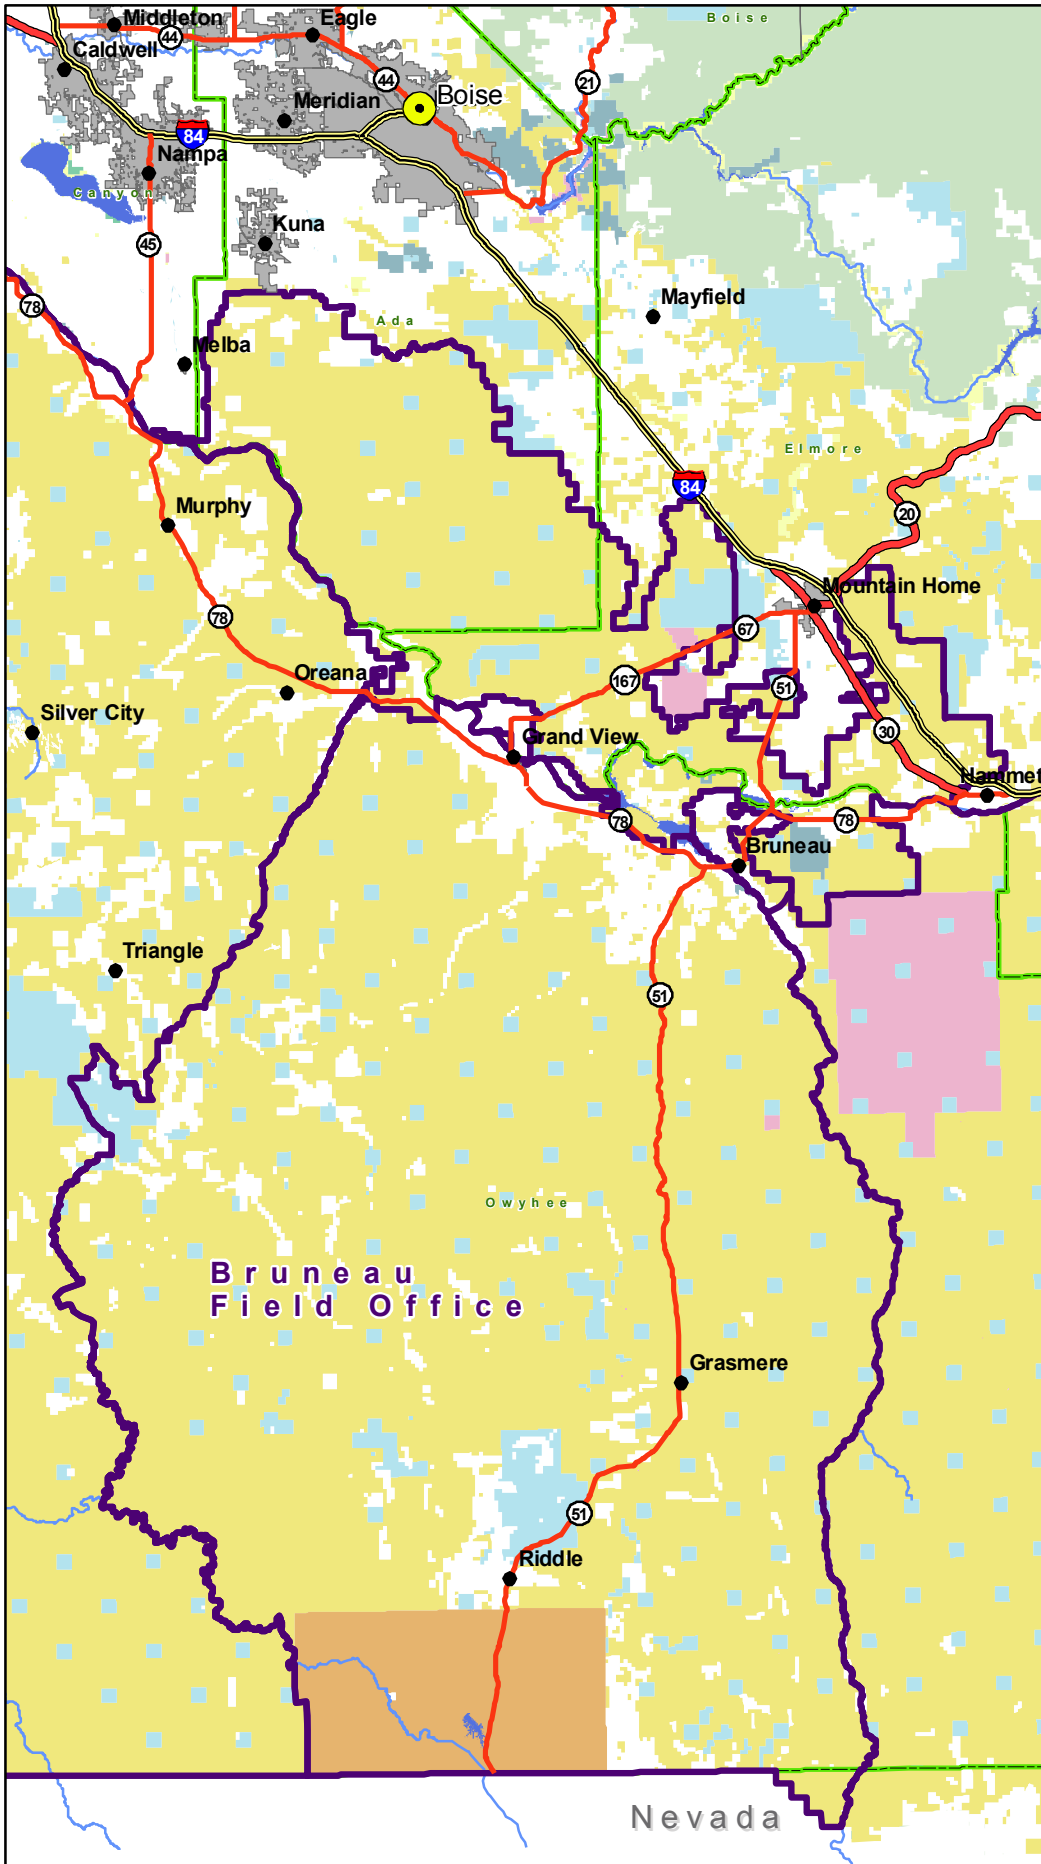 Middleton
Eagle
Boise
44
Caldwell
44
21
Boise
Meridian
84
Nampa
Canyon
Kuna
45
78
Mayfield
Ada
Melba
Elmore
84
Murphy
20
Mountain Home
78
67
Oreana
167
51
Silver City
30
Grand View
Hammet
78
78
Bruneau
Triangle
51
Owyhee
Bruneau
Field Office
Grasmere
51
Riddle
Nevada